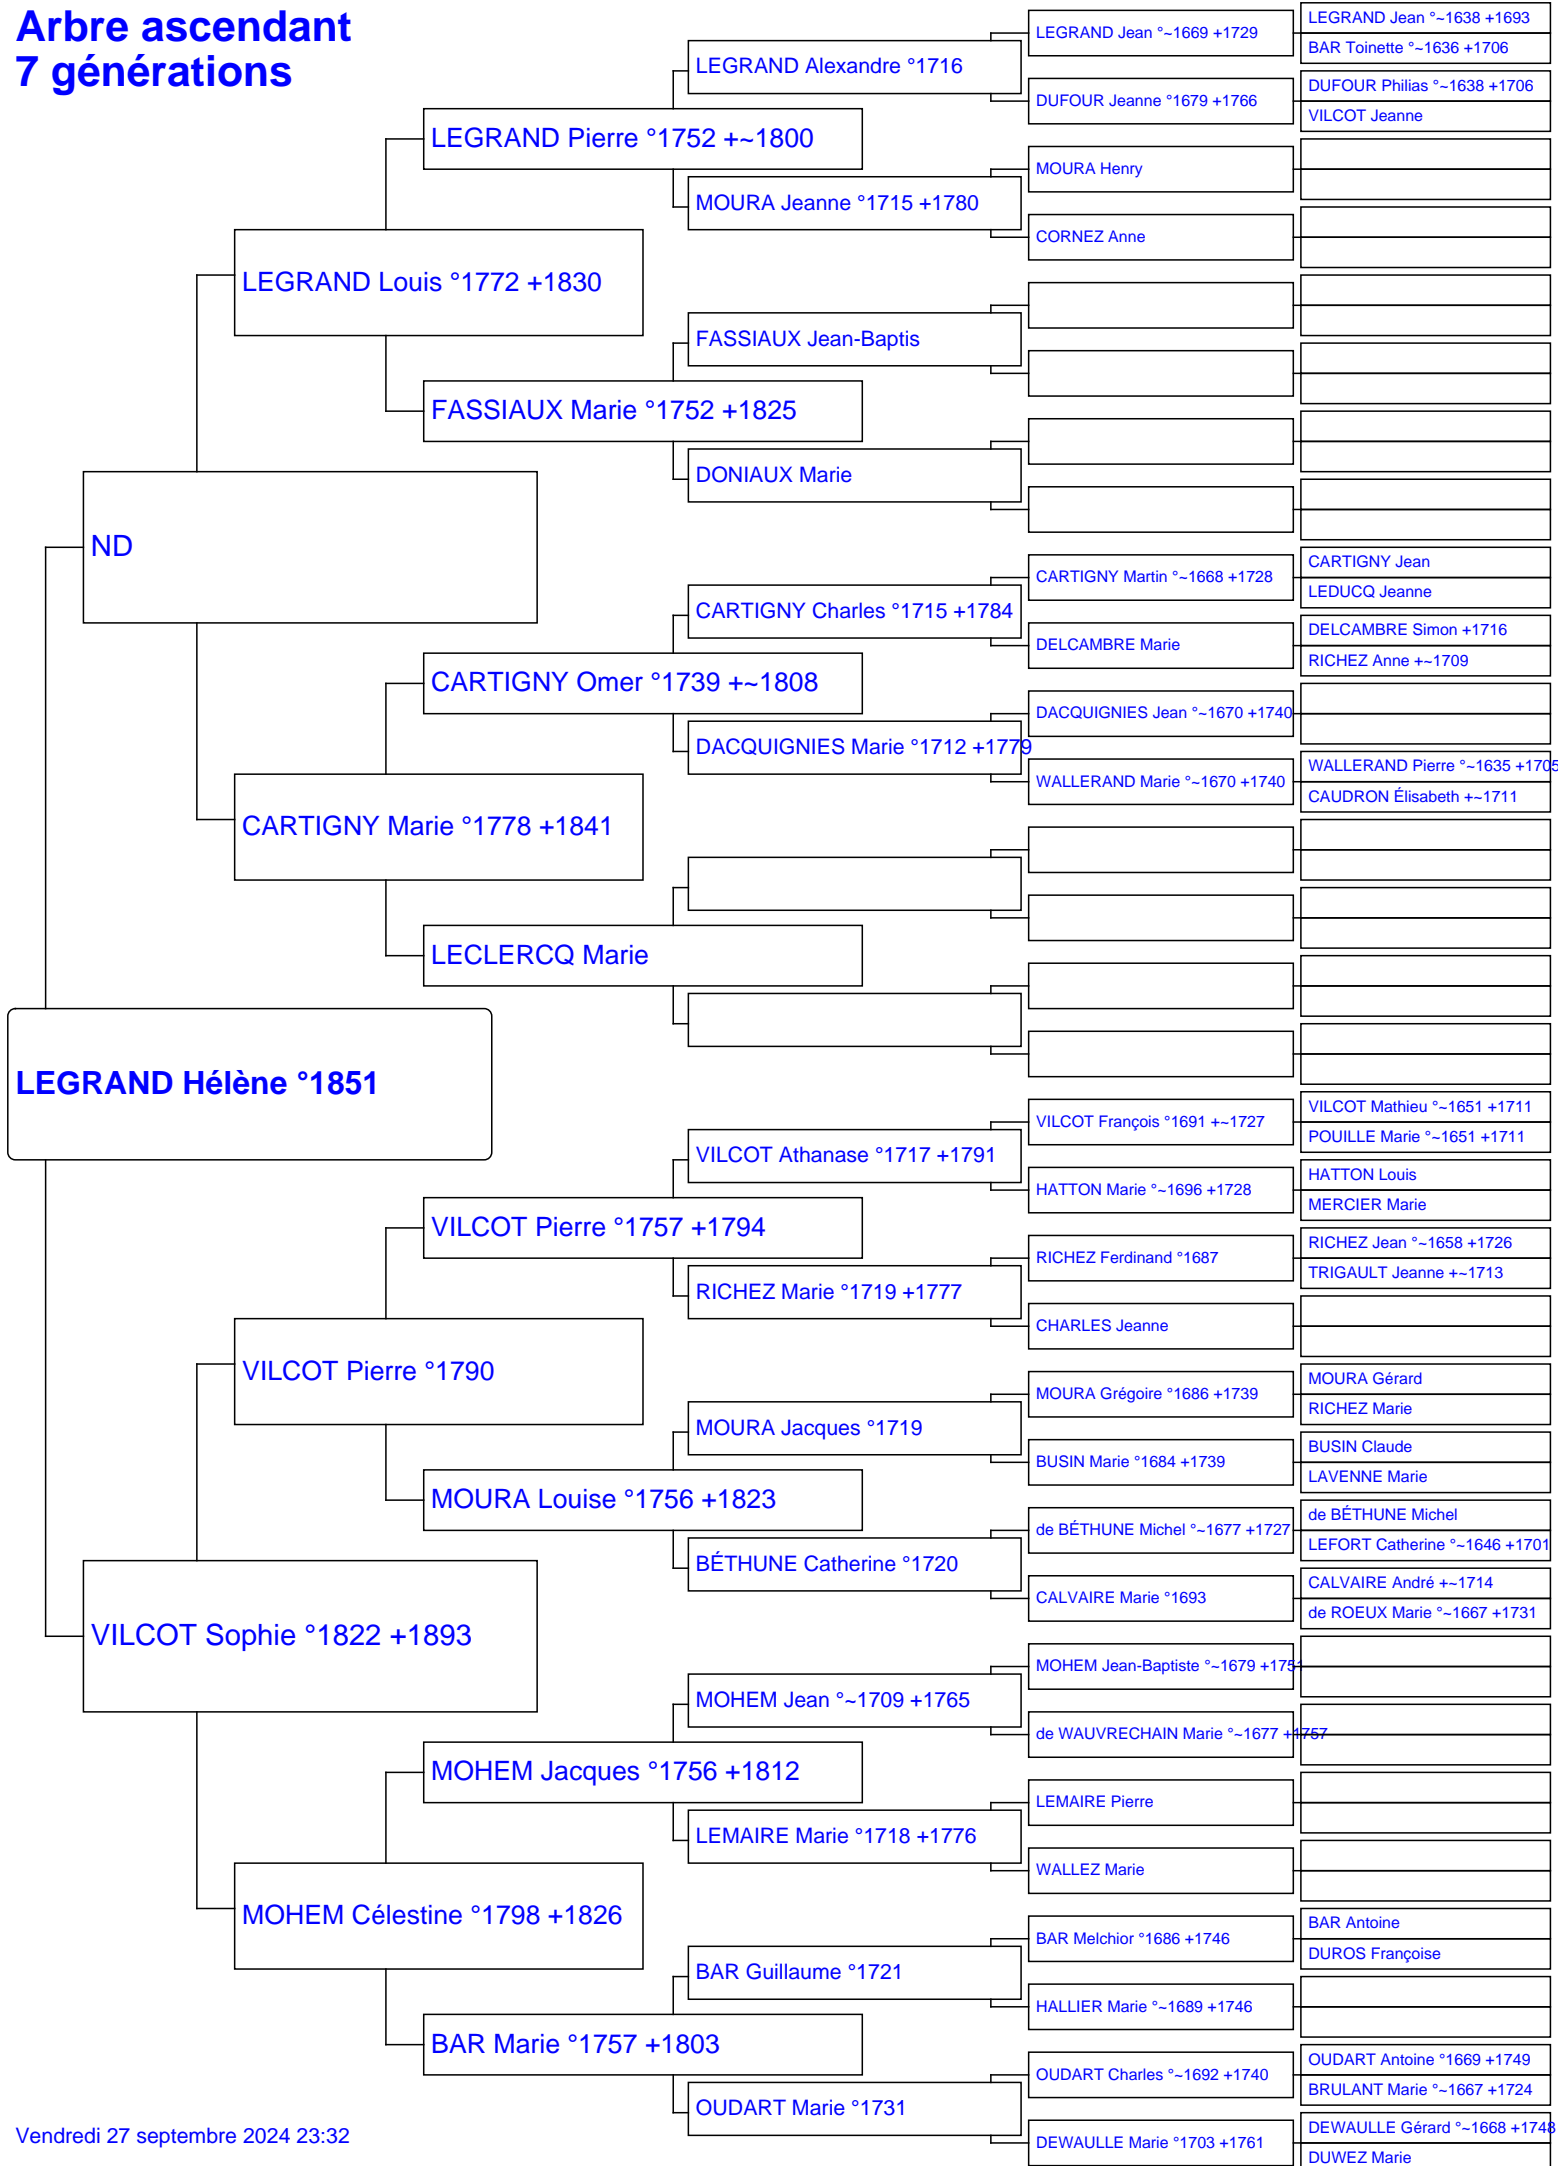 Arbre ascendant
7 générations
LEGRAND Hélène °1851
ND
VILCOT Sophie °1822 +1893
LEGRAND Louis °1772 +1830
CARTIGNY Marie °1778 +1841
VILCOT Pierre °1790
MOHEM Célestine °1798 +1826
LEGRAND Pierre °1752 +~1800
FASSIAUX Marie °1752 +1825
CARTIGNY Omer °1739 +~1808
LECLERCQ Marie
VILCOT Pierre °1757 +1794
MOURA Louise °1756 +1823
MOHEM Jacques °1756 +1812
BAR Marie °1757 +1803
LEGRAND Alexandre °1716
MOURA Jeanne °1715 +1780
FASSIAUX Jean-Baptis
DONIAUX Marie
CARTIGNY Charles °1715 +1784
DACQUIGNIES Marie °1712 +1779
VILCOT Athanase °1717 +1791
RICHEZ Marie °1719 +1777
MOURA Jacques °1719
BÉTHUNE Catherine °1720
MOHEM Jean °~1709 +1765
LEMAIRE Marie °1718 +1776
BAR Guillaume °1721
OUDART Marie °1731
LEGRAND Jean °~1669 +1729
DUFOUR Jeanne °1679 +1766
MOURA Henry
CORNEZ Anne
CARTIGNY Martin °~1668 +1728
DELCAMBRE Marie
DACQUIGNIES Jean °~1670 +1740
WALLERAND Marie °~1670 +1740
VILCOT François °1691 +~1727
HATTON Marie °~1696 +1728
RICHEZ Ferdinand °1687
CHARLES Jeanne
MOURA Grégoire °1686 +1739
BUSIN Marie °1684 +1739
de BÉTHUNE Michel °~1677 +1727
CALVAIRE Marie °1693
MOHEM Jean-Baptiste °~1679 +1751
de WAUVRECHAIN Marie °~1677 +1757
LEMAIRE Pierre
WALLEZ Marie
BAR Melchior °1686 +1746
HALLIER Marie °~1689 +1746
OUDART Charles °~1692 +1740
DEWAULLE Marie °1703 +1761
LEGRAND Jean °~1638 +1693
BAR Toinette °~1636 +1706
DUFOUR Philias °~1638 +1706
VILCOT Jeanne
CARTIGNY Jean
LEDUCQ Jeanne
DELCAMBRE Simon +1716
RICHEZ Anne +~1709
WALLERAND Pierre °~1635 +1705
CAUDRON Élisabeth +~1711
VILCOT Mathieu °~1651 +1711
POUILLE Marie °~1651 +1711
HATTON Louis
MERCIER Marie
RICHEZ Jean °~1658 +1726
TRIGAULT Jeanne +~1713
MOURA Gérard
RICHEZ Marie
BUSIN Claude
LAVENNE Marie
de BÉTHUNE Michel
LEFORT Catherine °~1646 +1701
CALVAIRE André +~1714
de ROEUX Marie °~1667 +1731
BAR Antoine
DUROS Françoise
OUDART Antoine °1669 +1749
BRULANT Marie °~1667 +1724
DEWAULLE Gérard °~1668 +1748
DUWEZ Marie
Vendredi 27 septembre 2024 23:32